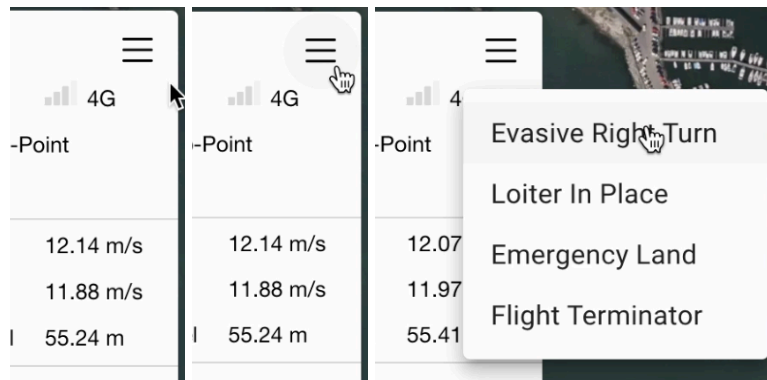 4G
-Point
12.14 m/s
11.88 m/s
l 55.24 m
4G
-Point
12.14 m/s
11.88 m/s
l 55.24 m
4
-Point
12.07
11.97
55.41
Evasive Right Turn
Loiter In Place
Emergency Land
Flight Terminator